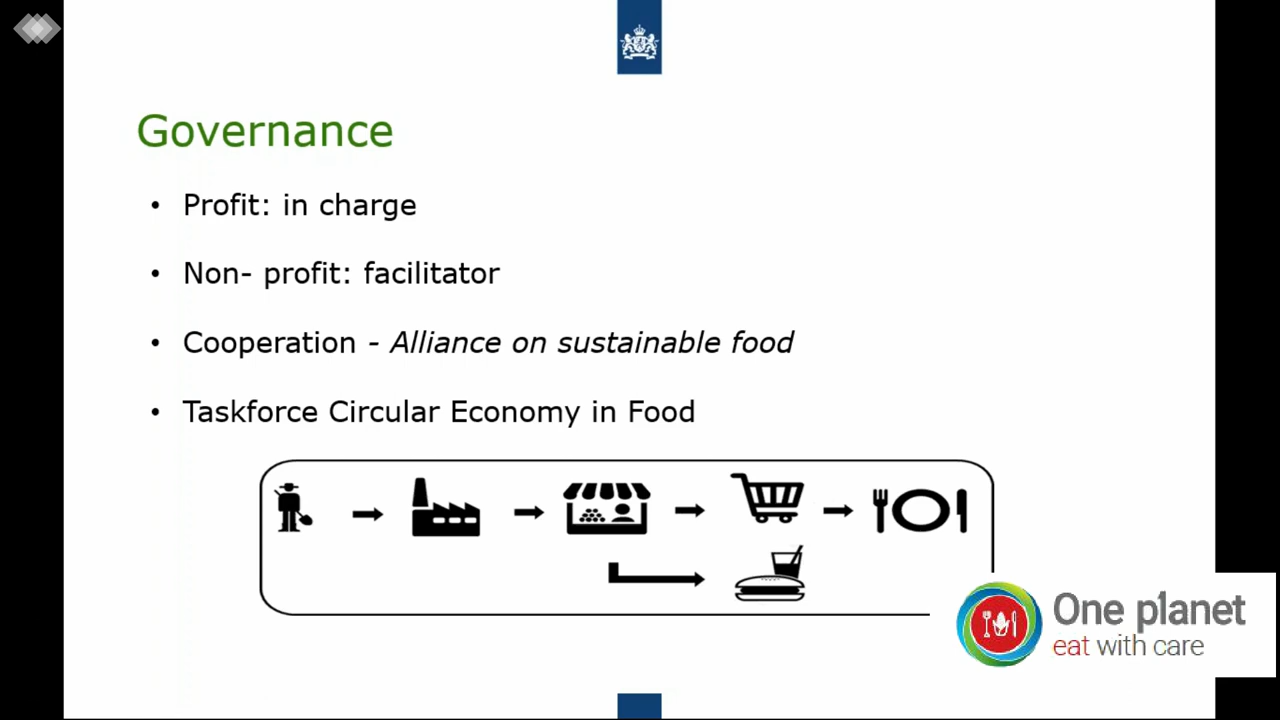 Governance
• Profit: in charge
• Non- profit: facilitator
• Cooperation - Alliance on sustainable food
• Taskforce Circular Economy in Food
One planet
eat with care